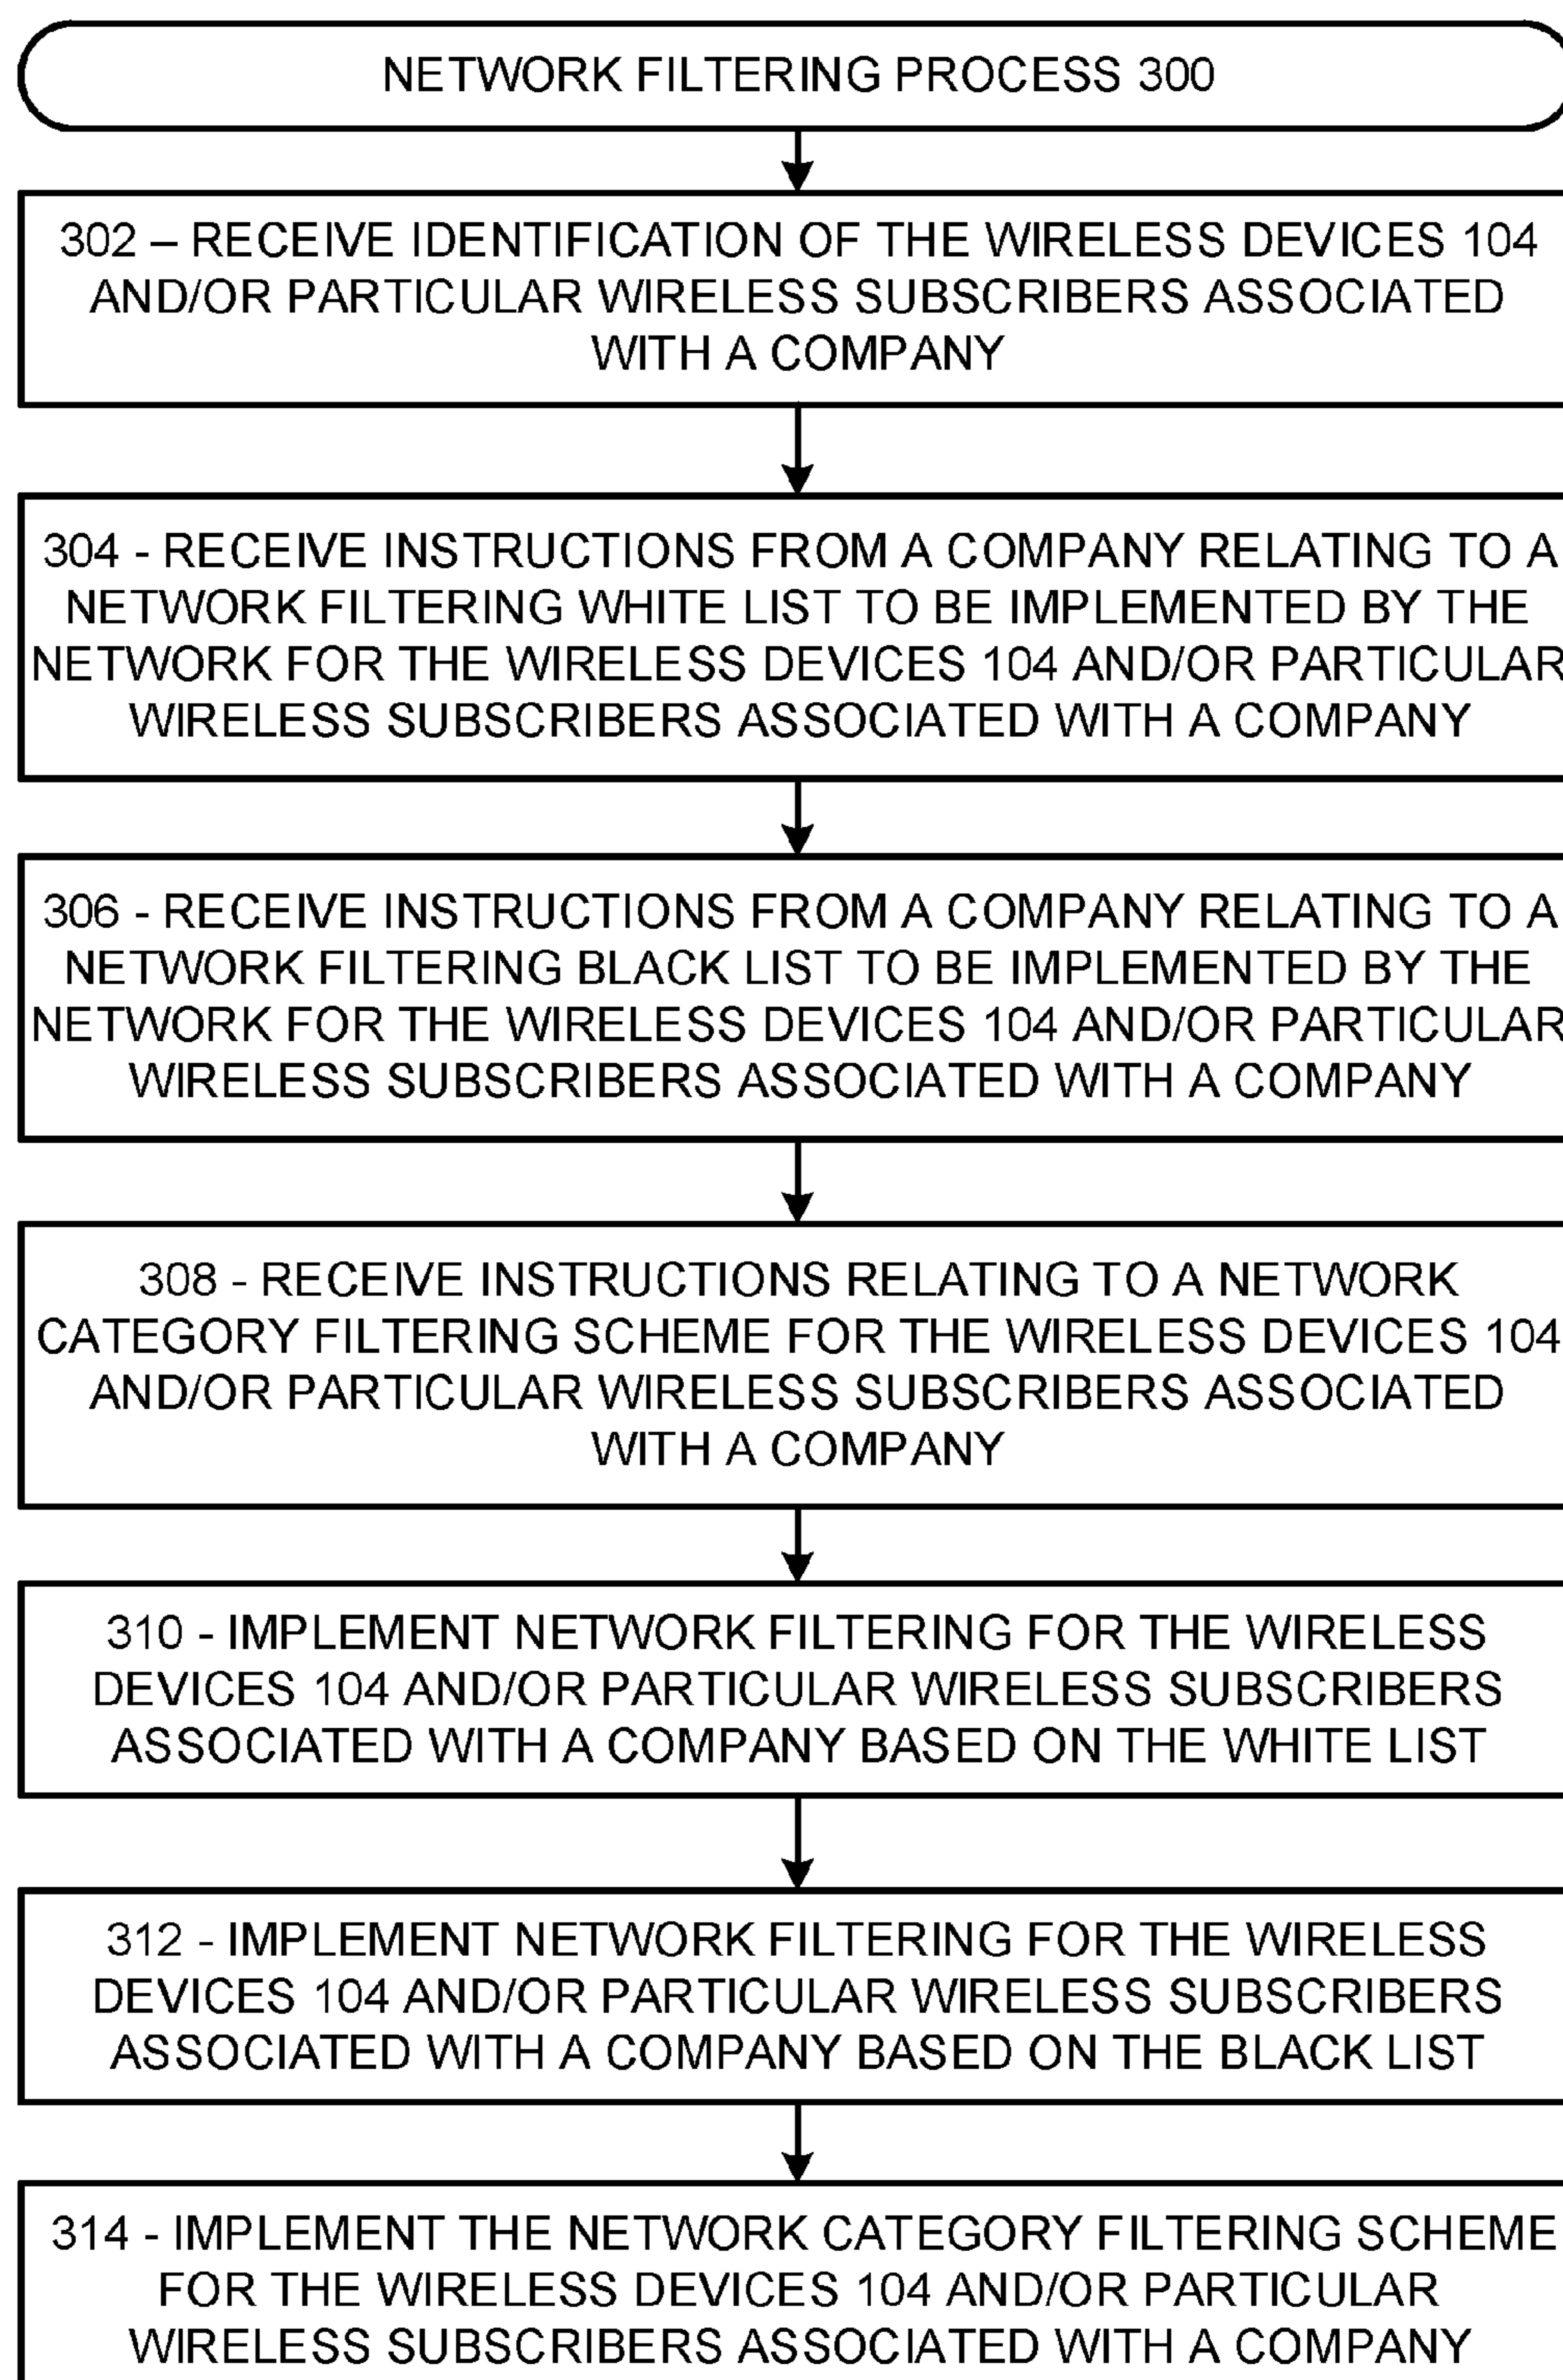 NETWORK FILTERING PROCESS 300
302 – RECEIVE IDENTIFICATION OF THE WIRELESS DEVICES 104
AND/OR PARTICULAR WIRELESS SUBSCRIBERS ASSOCIATED
WITH A COMPANY
304 - RECEIVE INSTRUCTIONS FROM A COMPANY RELATING TO A
NETWORK FILTERING WHITE LIST TO BE IMPLEMENTED BY THE
NETWORK FOR THE WIRELESS DEVICES 104 AND/OR PARTICULAR
WIRELESS SUBSCRIBERS ASSOCIATED WITH A COMPANY
306 - RECEIVE INSTRUCTIONS FROM A COMPANY RELATING TO A
NETWORK FILTERING BLACK LIST TO BE IMPLEMENTED BY THE
NETWORK FOR THE WIRELESS DEVICES 104 AND/OR PARTICULAR
WIRELESS SUBSCRIBERS ASSOCIATED WITH A COMPANY
308 - RECEIVE INSTRUCTIONS RELATING TO A NETWORK
CATEGORY FILTERING SCHEME FOR THE WIRELESS DEVICES 104
AND/OR PARTICULAR WIRELESS SUBSCRIBERS ASSOCIATED
WITH A COMPANY
310 - IMPLEMENT NETWORK FILTERING FOR THE WIRELESS
DEVICES 104 AND/OR PARTICULAR WIRELESS SUBSCRIBERS
ASSOCIATED WITH A COMPANY BASED ON THE WHITE LIST
312 - IMPLEMENT NETWORK FILTERING FOR THE WIRELESS
DEVICES 104 AND/OR PARTICULAR WIRELESS SUBSCRIBERS
ASSOCIATED WITH A COMPANY BASED ON THE BLACK LIST
314 - IMPLEMENT THE NETWORK CATEGORY FILTERING SCHEME
FOR THE WIRELESS DEVICES 104 AND/OR PARTICULAR
WIRELESS SUBSCRIBERS ASSOCIATED WITH A COMPANY